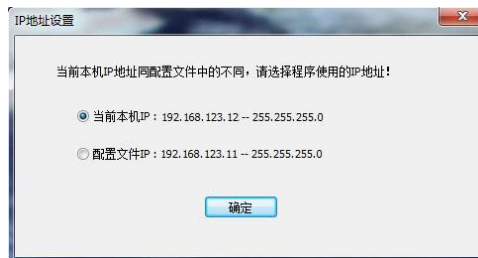 IP地址设置
当前本机IP地址同配置文件中的不同，请选择程序使用的IP地址！
当前本机IP：192.168.123.12 -- 255.255.255.0
配置文件IP：192.168.123.11 -- 255.255.255.0
确定